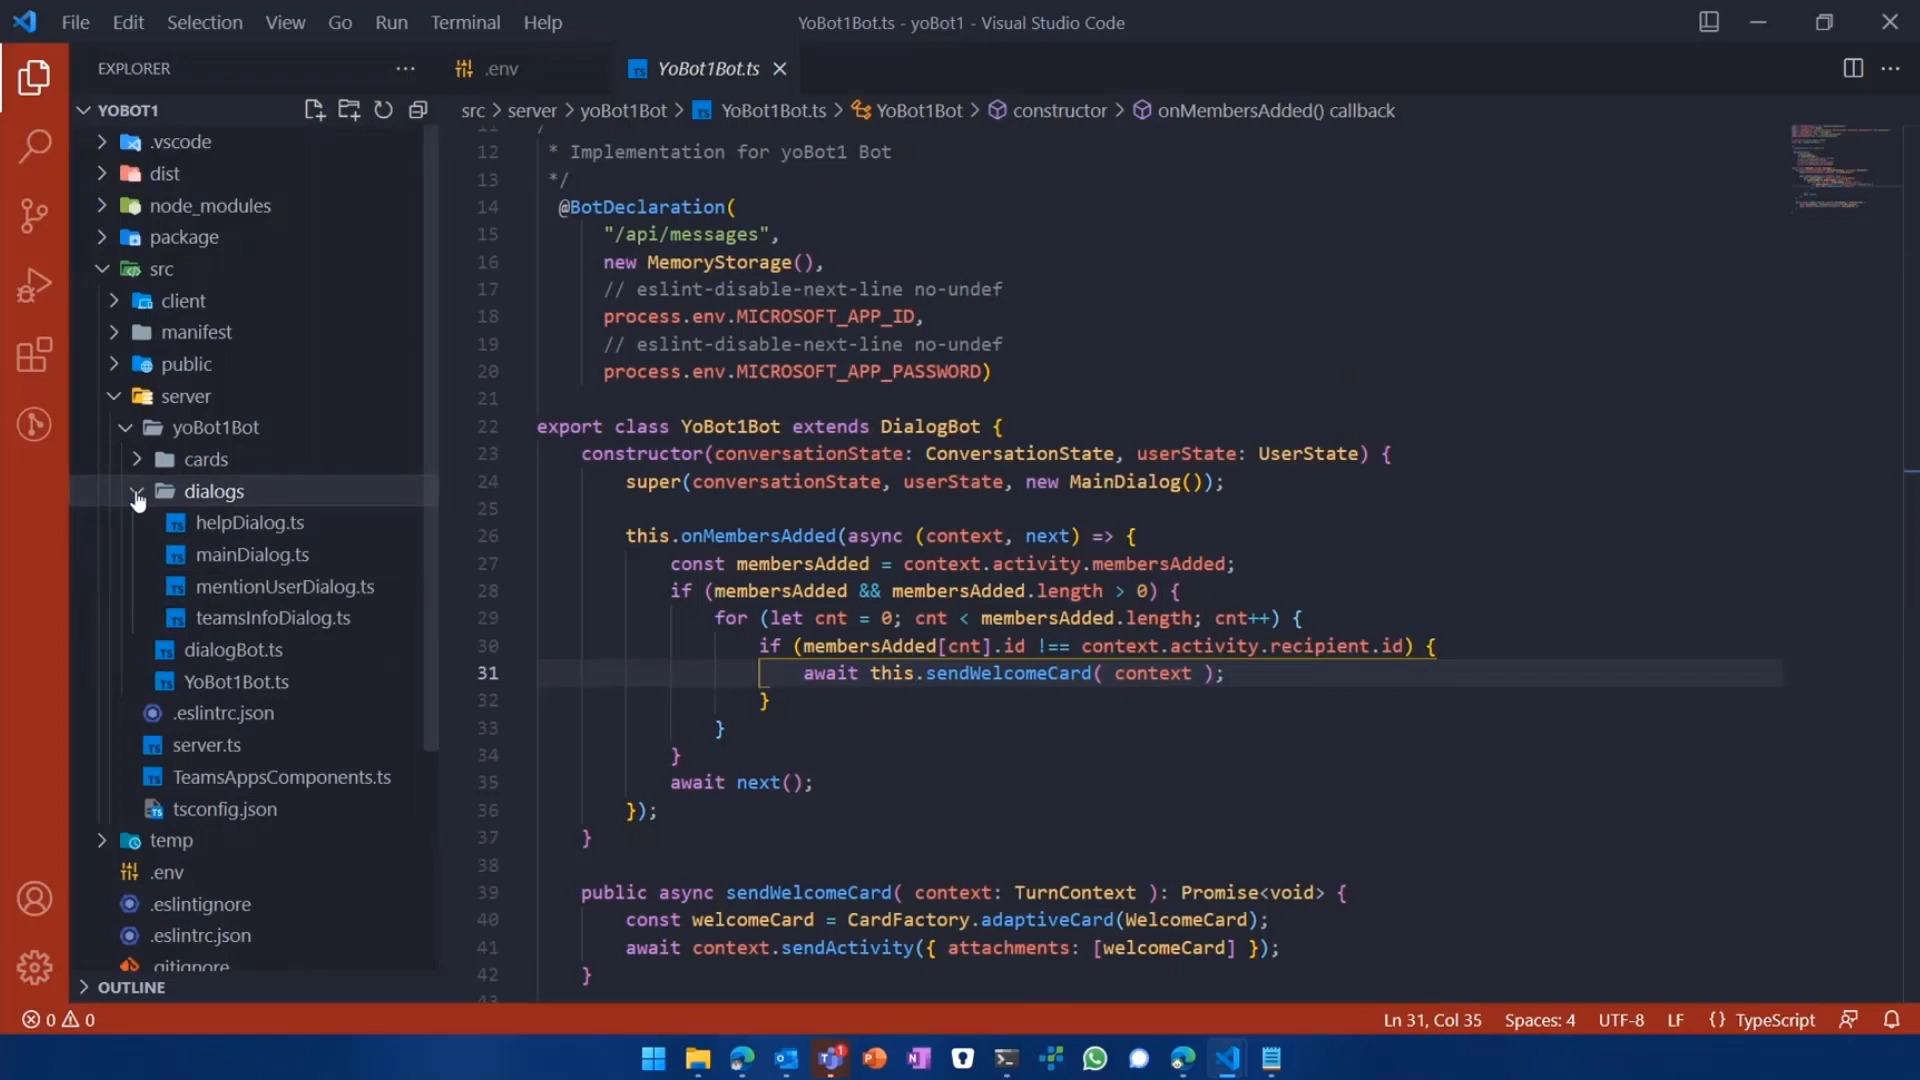 File Edit Selection View Go Run Terminal Help
YoBot1Bot.ts - yoBot1 - Visual Studio Code
EXPLORER
.env
YoBot1Bot.ts
YOBOT1
src > server > yoBot1Bot > YoBot1Bot.ts > YoBot1Bot > constructor > onMembersAdded() callback
.vscode
dist
node_modules
package
src
client
manifest
public
server
yoBot1Bot
cards
dialogs
helpDialog.ts
mainDialog.ts
mentionUserDialog.ts
teamsInfoDialog.ts
dialogBot.ts
YoBot1Bot.ts
.eslintrc.json
server.ts
TeamsAppsComponents.ts
tsconfig.json
temp
.env
.eslintignore
.eslintrc.json
.gitignore
OUTLINE
12 * Implementation for yoBot1 Bot
13 */
14 @BotDeclaration(
15 "/api/messages",
16 new MemoryStorage(),
17 // eslint-disable-next-line no-undef
18 process.env.MICROSOFT_APP_ID,
19 // eslint-disable-next-line no-undef
20 process.env.MICROSOFT_APP_PASSWORD)
21
22 export class YoBot1Bot extends DialogBot {
23 constructor(conversationState: ConversationState, userState: UserState) {
24 super(conversationState, userState, new MainDialog());
25
26 this.onMembersAdded(async (context, next) => {
27 const membersAdded = context.activity.membersAdded;
28 if (membersAdded && membersAdded.length > 0) {
29 for (let cnt = 0; cnt < membersAdded.length; cnt++) {
30 if (membersAdded[cnt].id !== context.activity.recipient.id) {
31 await this.sendWelcomeCard( context );
32 }
33 }
34 }
35 await next();
36 });
37 }
38
39 public async sendWelcomeCard( context: TurnContext ): Promise<void> {
40 const welcomeCard = CardFactory.adaptiveCard(WelcomeCard);
41 await context.sendActivity({ attachments: [welcomeCard] });
42 }
43
0 0
Ln 31, Col 35 Spaces: 4 UTF-8 LF {} TypeScript
1